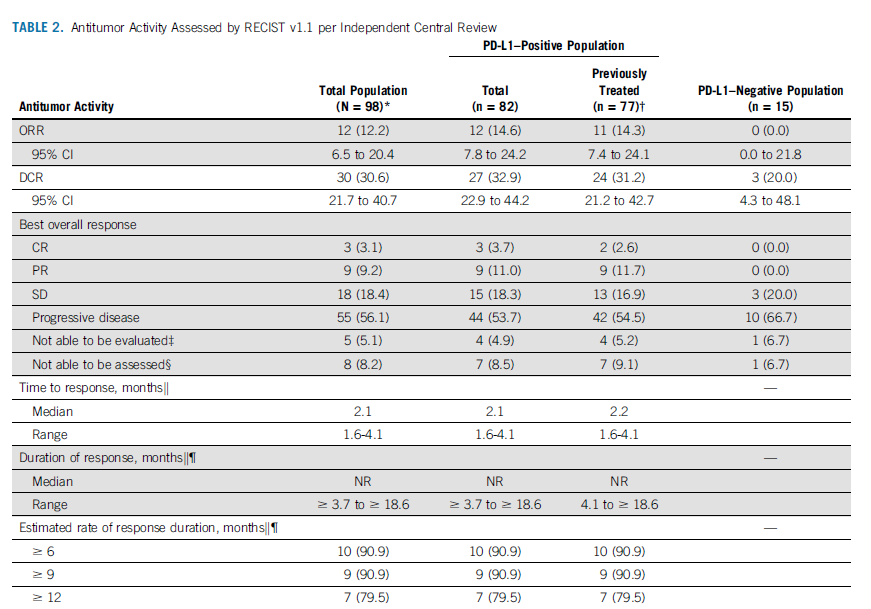 TABLE 2. Antitumor Activity Assessed by RECIST v1.1 per Independent Central Review
PD-L1–Positive Population
Antitumor Activity Total Population (N = 98)* Total (n = 82) Previously Treated (n = 77)† PD-L1–Negative Population (n = 15)
ORR 12 (12.2) 12 (14.6) 11 (14.3) 0 (0.0)
95% CI 6.5 to 20.4 7.8 to 24.2 7.4 to 24.1 0.0 to 21.8
DCR 30 (30.6) 27 (32.9) 24 (31.2) 3 (20.0)
95% CI 21.7 to 40.7 22.9 to 44.2 21.2 to 42.7 4.3 to 48.1
Best overall response
CR 3 (3.1) 3 (3.7) 2 (2.6) 0 (0.0)
PR 9 (9.2) 9 (11.0) 9 (11.7) 0 (0.0)
SD 18 (18.4) 15 (18.3) 13 (16.9) 3 (20.0)
Progressive disease 55 (56.1) 44 (53.7) 42 (54.5) 10 (66.7)
Not able to be evaluated‡ 5 (5.1) 4 (4.9) 4 (5.2) 1 (6.7)
Not able to be assessed§ 8 (8.2) 7 (8.5) 7 (9.1) 1 (6.7)
Time to response, months‖ —
Median 2.1 2.1 2.2
Range 1.6-4.1 1.6-4.1 1.6-4.1
Duration of response, months‖¶ —
Median NR NR NR
Range ≥ 3.7 to ≥ 18.6 ≥ 3.7 to ≥ 18.6 4.1 to ≥ 18.6
Estimated rate of response duration, months‖¶ —
≥ 6 10 (90.9) 10 (90.9) 10 (90.9)
≥ 9 9 (90.9) 9 (90.9) 9 (90.9)
≥ 12 7 (79.5) 7 (79.5) 7 (79.5)